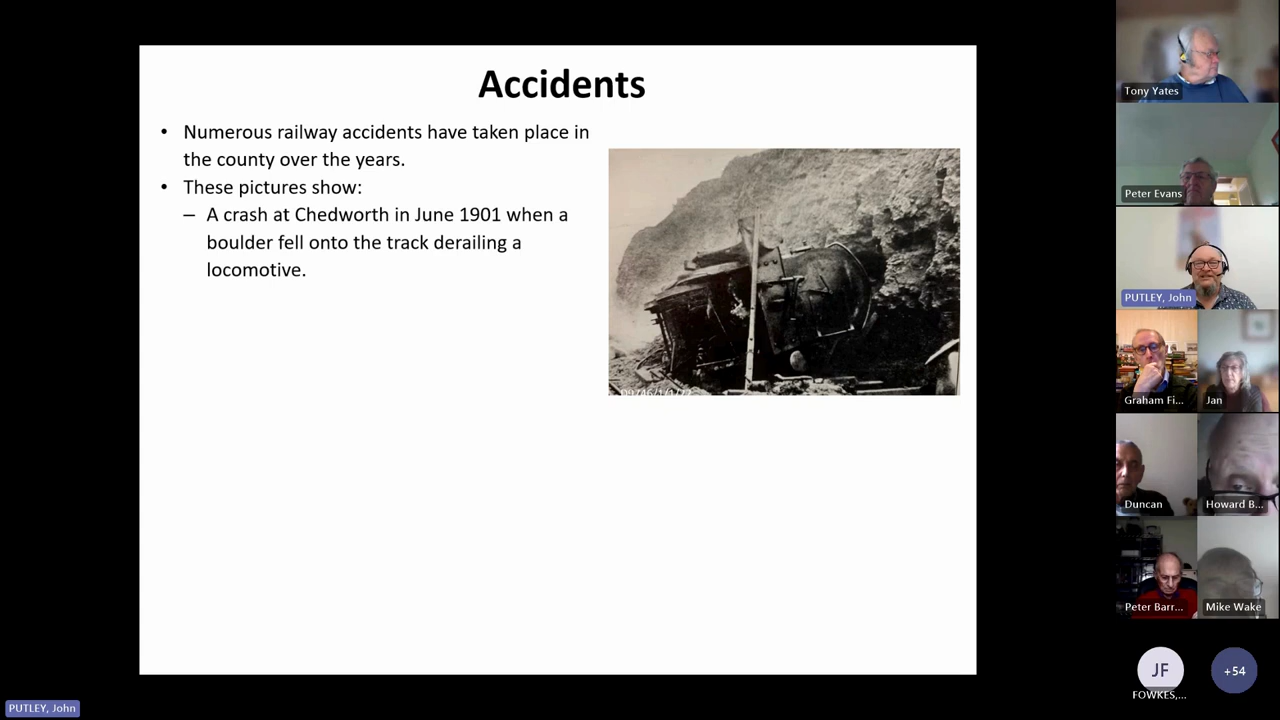 Accidents
• Numerous railway accidents have taken place in
the county over the years.
• These pictures show:
– A crash at Chedworth in June 1901 when a
boulder fell onto the track derailing a
locomotive.
Tony Yates
Peter Evans
PUTLEY, John
Graham Fi...
Jan
Duncan
Howard B...
Peter Barr...
Mike Wake
JF
+54
FOWKES,...
PUTLEY, John